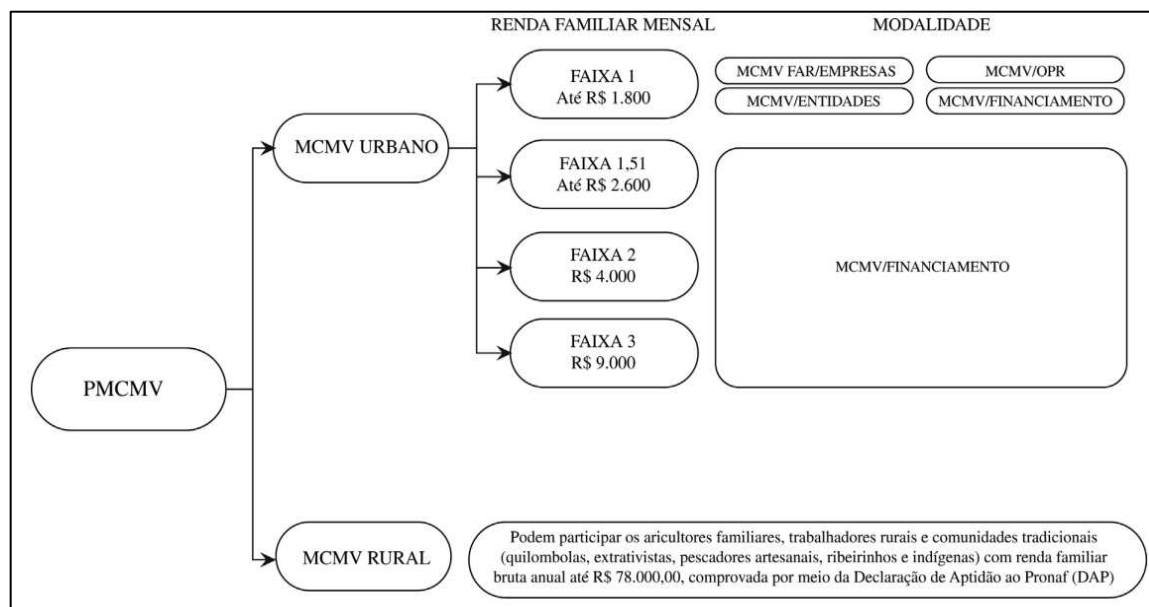 RENDA FAMILIAR MENSAL
MODALIDADE
FAIXA 1
Até R$ 1.800
MCMV FAR/EMPRESAS
MCMV/OPR
MCMV/ENTIDADES
MCMV/FINANCIAMENTO
MCMV URBANO
FAIXA 1,51
Até R$ 2.600
FAIXA 2
R$ 4.000
MCMV/FINANCIAMENTO
FAIXA 3
R$ 9.000
PMCMV
MCMV RURAL
Podem participar os aricultores familiares, trabalhadores rurais e comunidades tradicionais
(quilombolas, extrativistas, pescadores artesanais, ribeirinhos e indígenas) com renda familiar
bruta anual até R$ 78.000,00, comprovada por meio da Declaração de Aptidão ao Pronaf (DAP)